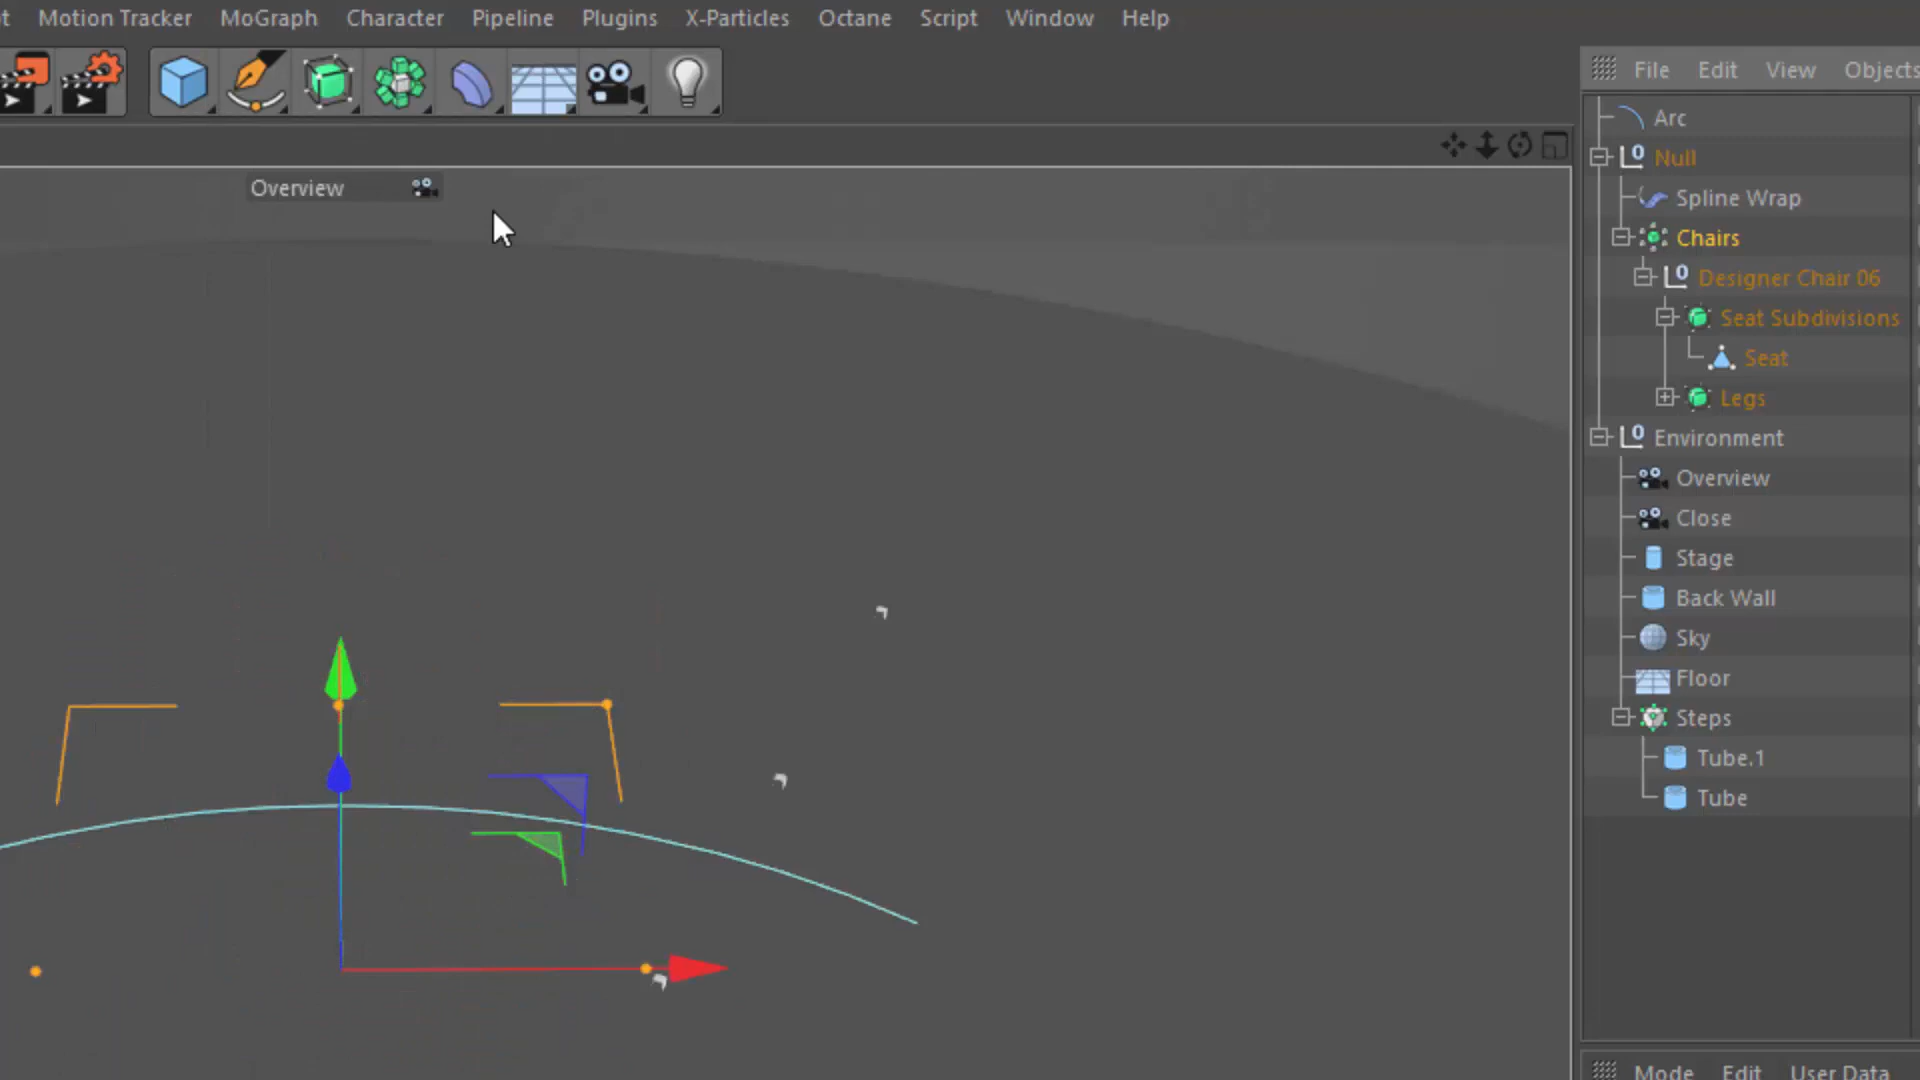 Motion Tracker MoGraph Character Pipeline Plugins X-Particles Octane Script Window Help
File Edit View Objects
Overview
Arc
Null
Spline Wrap
Chairs
Designer Chair 06
Seat Subdivisions
Seat
Legs
Environment
Overview
Close
Stage
Back Wall
Sky
Floor
Steps
Tube.1
Tube
Mode Edit User Data